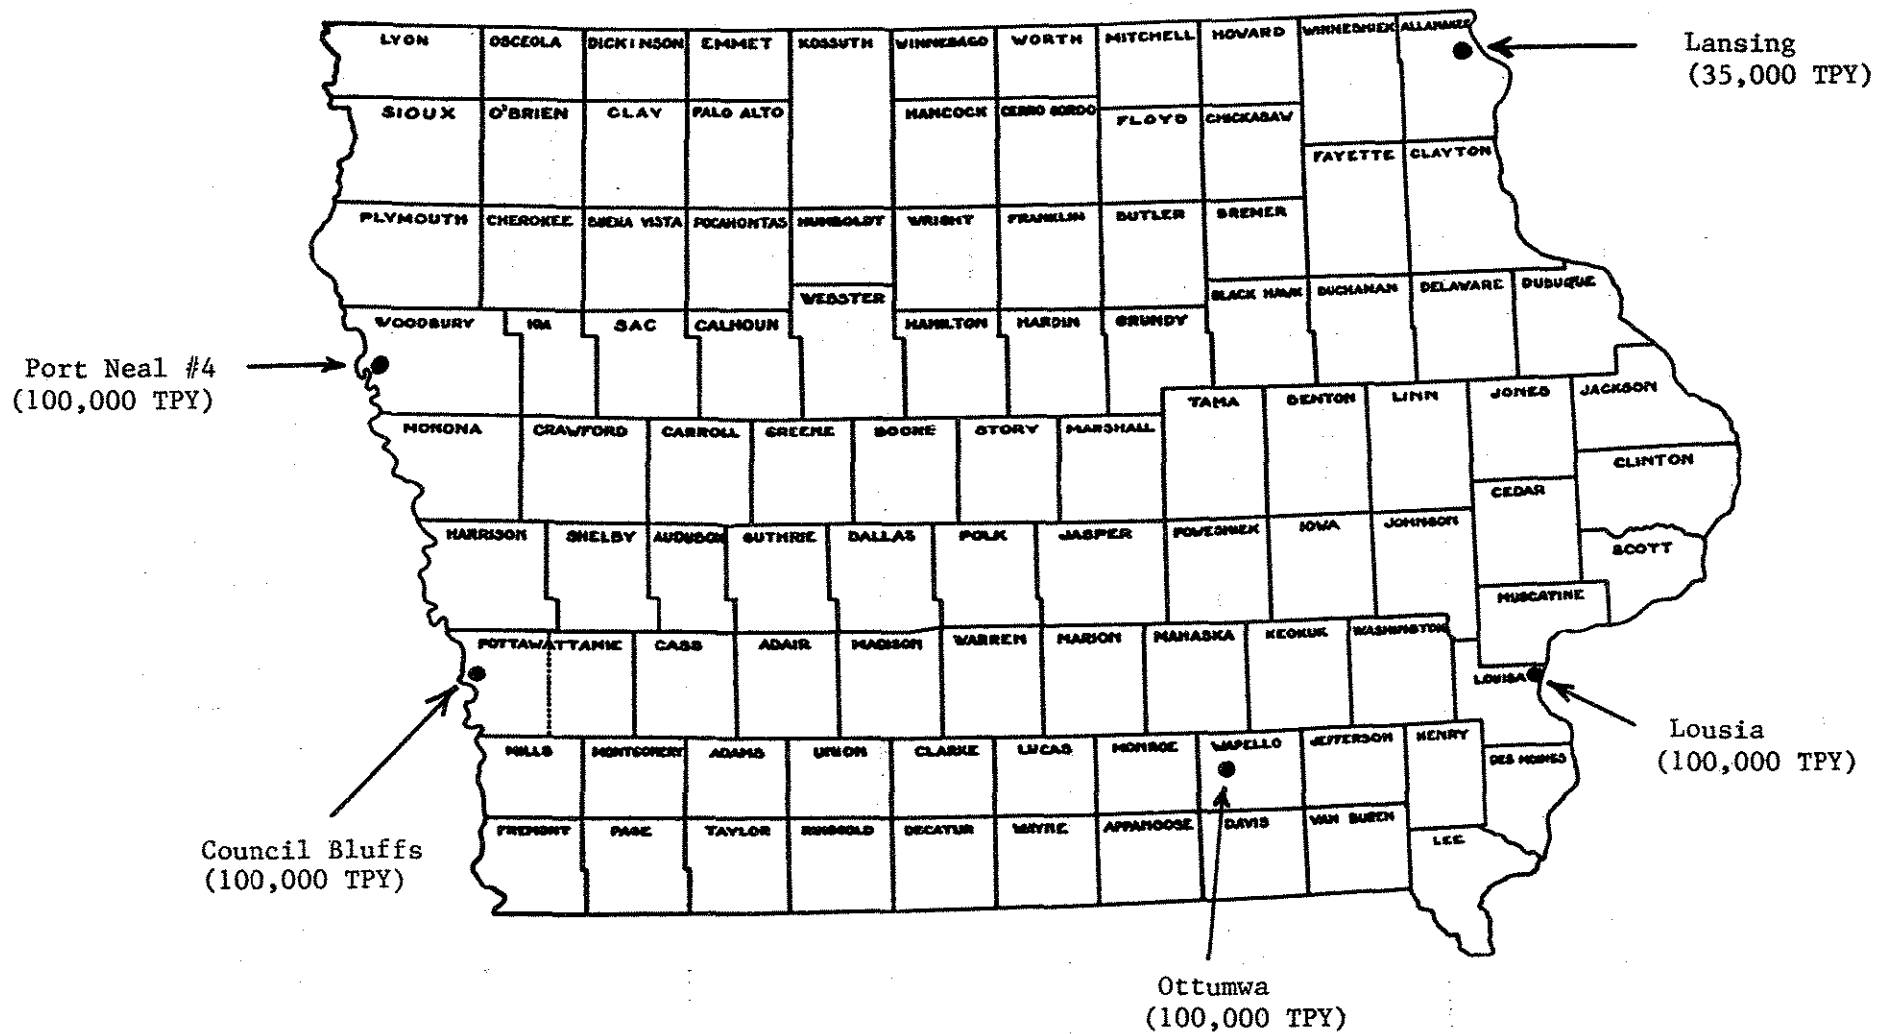 LYON OSCEOLA DICKINSON EMMET KOSSUTH WINNEBAGO WORTH MITCHELL HOWARD WINNESHIEK ALLAMAKEE
Lansing
(35,000 TPY)
SIOUX O'BRIEN CLAY PALO ALTO HANCOCK CERRO GORDO FLOYD CHICKASAW
FAYETTE CLAYTON
PLYMOUTH CHEROKEE BUENA VISTA POCAHONTAS HUMBOLDT WRIGHT FRANKLIN BUTLER BREMER
WEBSTER BLACK HAWK BUCHANAN DELAWARE DUBUQUE
WOODBURY IDA SAC CALHOUN HAMILTON HARDIN GRUNDY
Port Neal #4
(100,000 TPY)
TAMA BENTON LINN JONES JACKSON
MONONA CRAWFORD CARROLL GREENE BOONE STORY MARSHALL
CLINTON
CEDAR
HARRISON SHELBY AUDUBON GUTHRIE DALLAS POLK JASPER POWESHIEK IOWA JOHNSON
SCOTT
MUSCATINE
POTTAWATTAMIE CASS ADAIR MADISON WARREN MARION MAHASKA KEOKUK WASHINGTON
LOUISA
Lousia
(100,000 TPY)
MILLS MONTGOMERY ADAMS UNION CLARKE LUCAS MONROE WAPELLO JEFFERSON HENRY
DES MOINES
FREMONT PAGE TAYLOR RINGGOLD DECATUR WAYNE APPANOOSE DAVIS VAN BUREN
LEE
Council Bluffs
(100,000 TPY)
Ottumwa
(100,000 TPY)